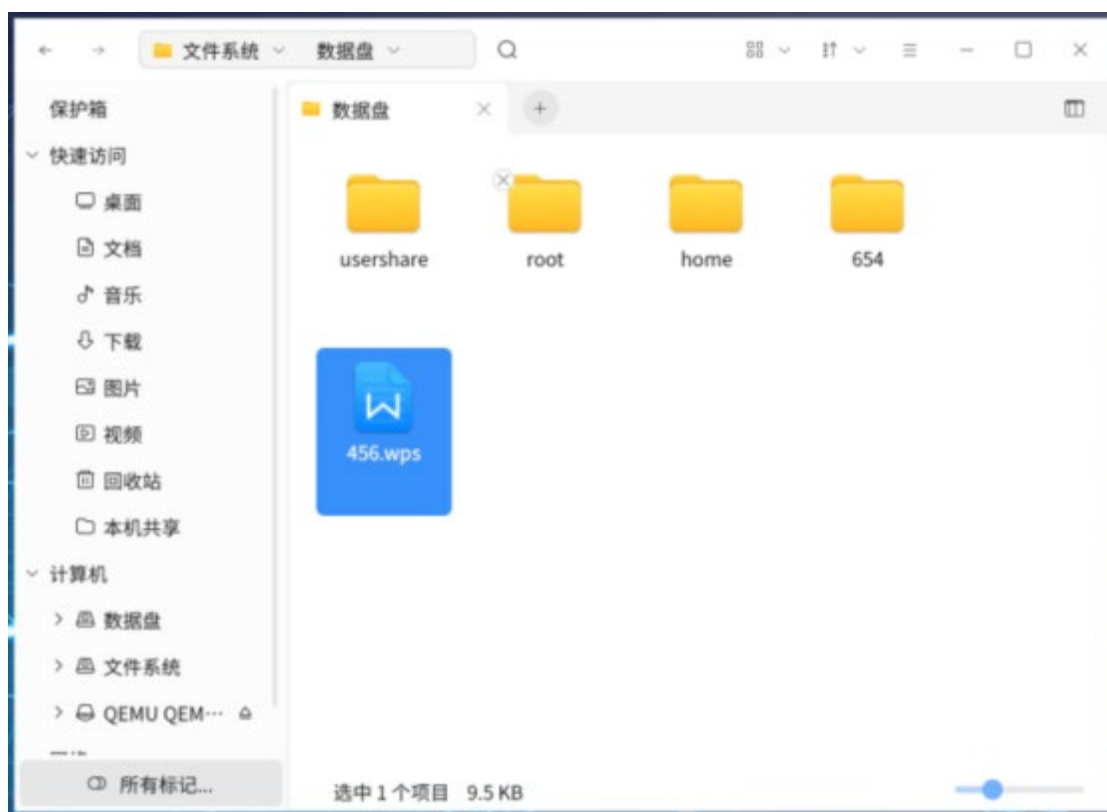 文件系统 数据盘
保护箱
数据盘
快速访问
桌面
文档
音乐
下载
图片
视频
回收站
本机共享
计算机
数据盘
文件系统
QEMU QEM···
所有标记...
usershare root home 654
456.wps
选中 1 个项目 9.5 KB